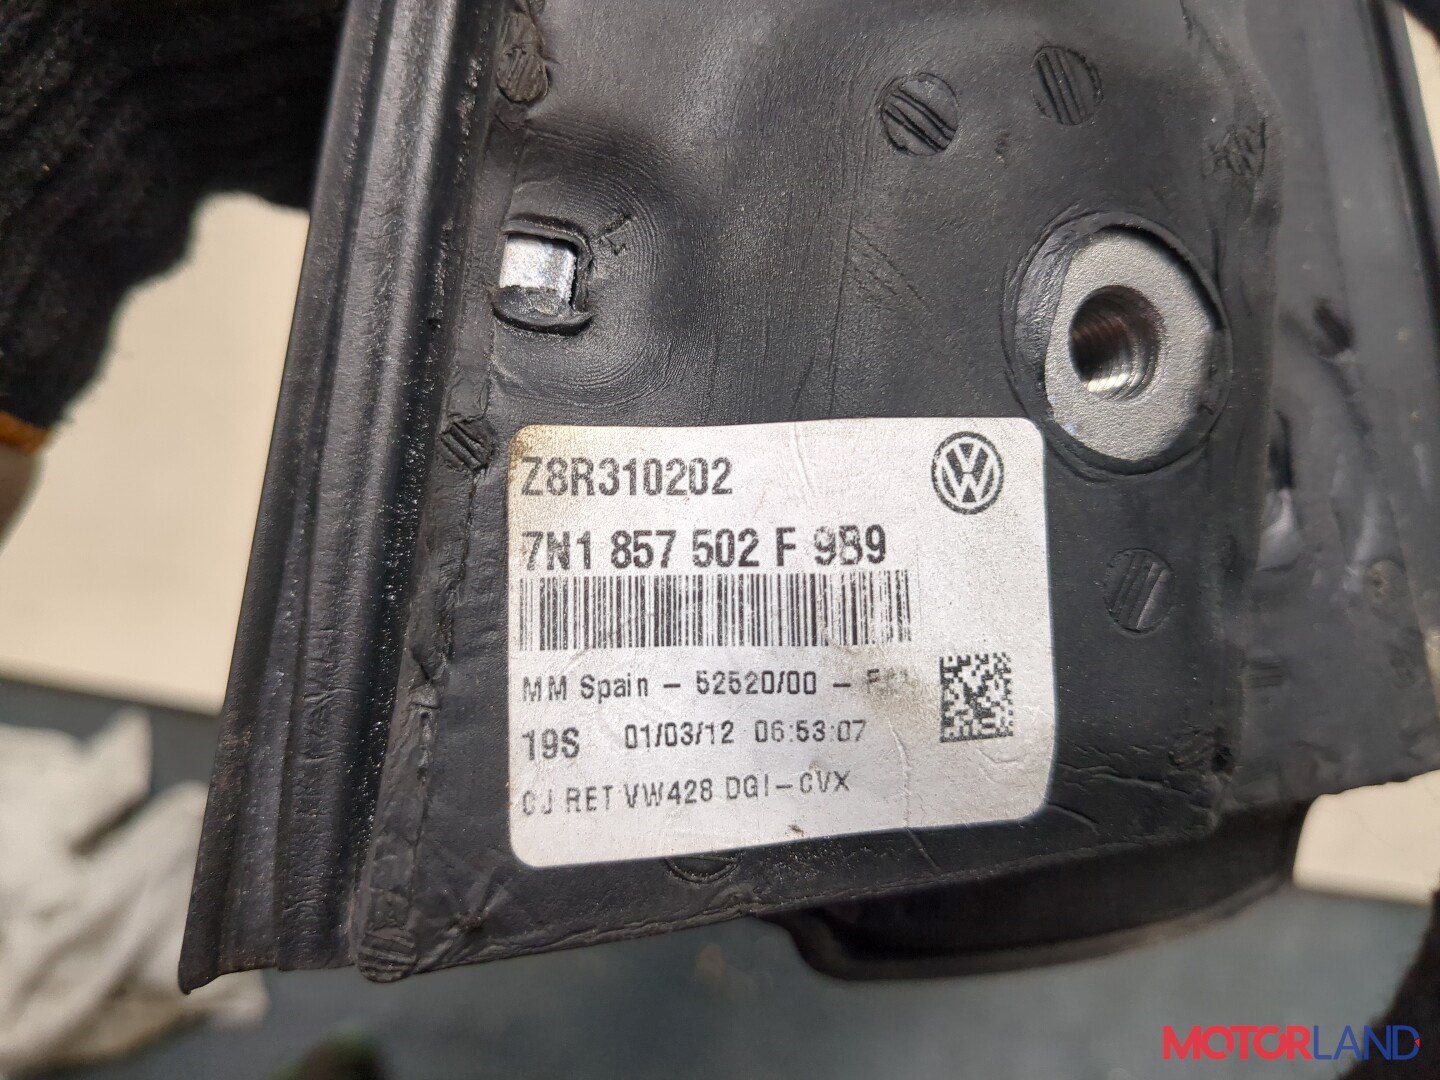 Z8R310202
7N1 857 502 F 9B9
MM Spain - 52520/00 -
19S 01/03/12 06:53:07
CJ RET VW428 DGI-CVX
MOTORLAND